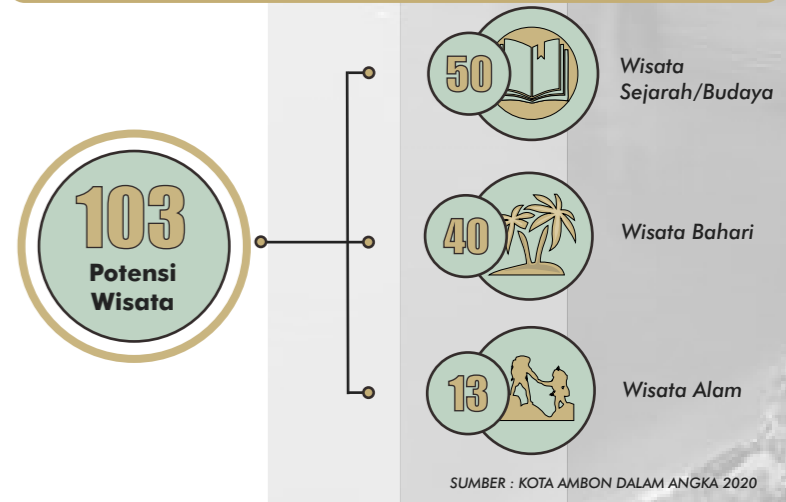 103
Potensi
Wisata
50
Wisata
Sejarah/Budaya
40
Wisata Bahari
13
Wisata Alam
SUMBER : KOTA AMBON DALAM ANGKA 2020